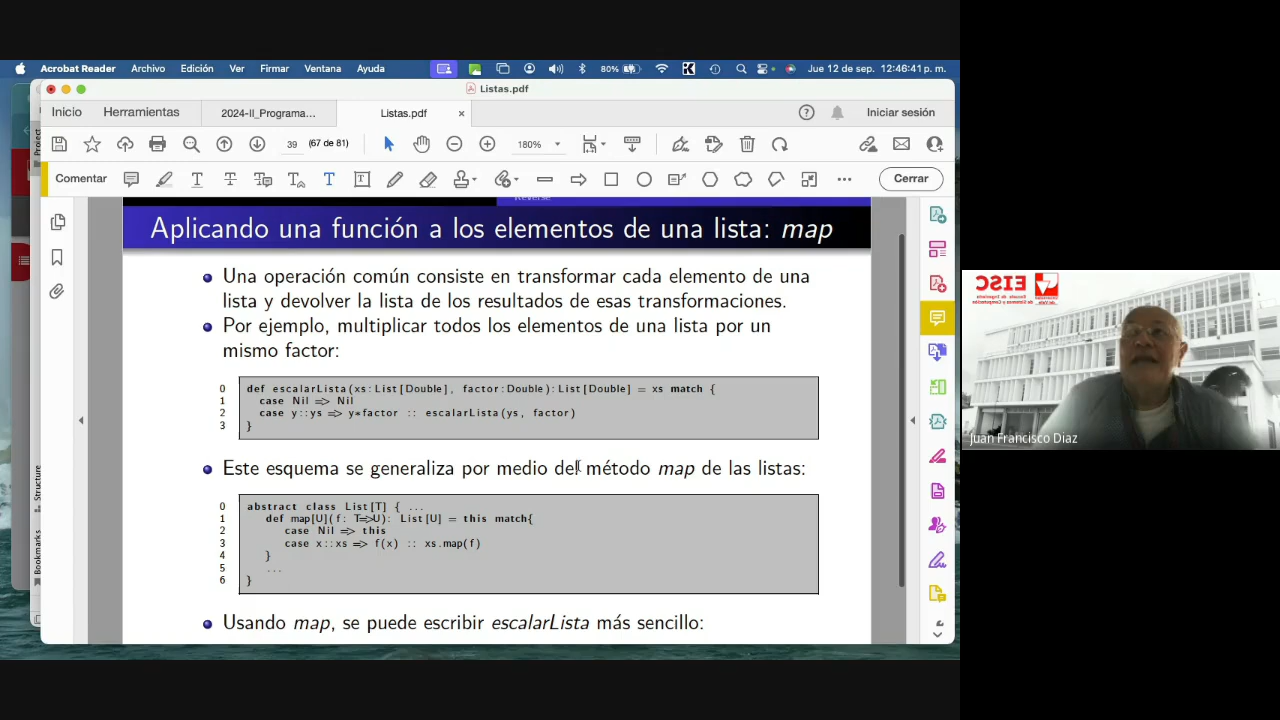 Acrobat Reader Archivo Edición Ver Firmar Ventana Ayuda 80% Jue 12 de sep. 12:46:41 p. m.
Listas.pdf
Inicio Herramientas 2024-II_Programa... Listas.pdf × Iniciar sesión
39 (67 de 81) 180%
Comentar Cerrar
Reverse
Aplicando una función a los elementos de una lista: map
Una operación común consiste en transformar cada elemento de una
lista y devolver la lista de los resultados de esas transformaciones.
Por ejemplo, multiplicar todos los elementos de una lista por un
mismo factor:
0 def escalarLista(xs:List[Double], factor:Double):List[Double] = xs match {
1 case Nil => Nil
2 case y::ys => y*factor :: escalarLista(ys, factor)
3 }
Este esquema se generaliza por medio del método map de las listas:
0 abstract class List[T] { ...
1 def map[U](f: T=>U): List[U] = this match{
2 case Nil => this
3 case x::xs => f(x) :: xs.map(f)
4 }
5 ...
6 }
Usando map, se puede escribir escalarLista más sencillo:
Project
Structure
Bookmarks
EISC
Juan Francisco Diaz